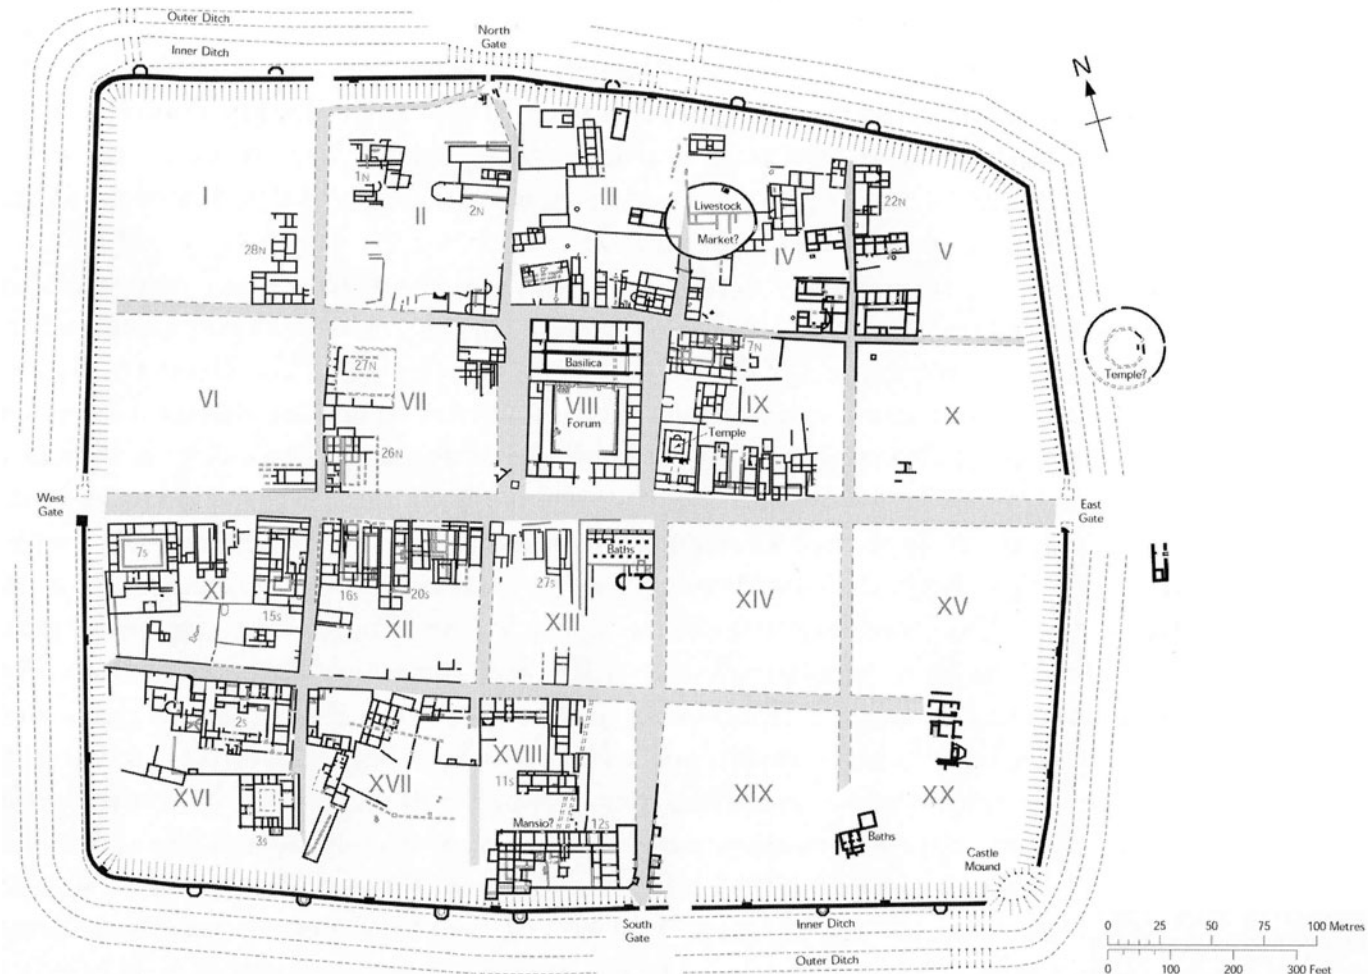 Outer Ditch
Inner Ditch
North
Gate
N
I
1N
II
2N
III
Livestock
Market?
IV
22N
V
28N
Temple?
VI
27N
VII
26N
Basilica
VIII
Forum
7N
IX
Temple
X
West
Gate
East
Gate
7s
XI
15s
16s
20s
XII
27s
XIII
Baths
XIV
XV
2s
XVI
3s
XVII
XVIII
11s
Mansio?
12s
XIX
XX
Baths
Castle
Mound
South
Gate
Inner Ditch
Outer Ditch
0 25 50 75 100 Metres
0 100 200 300 Feet